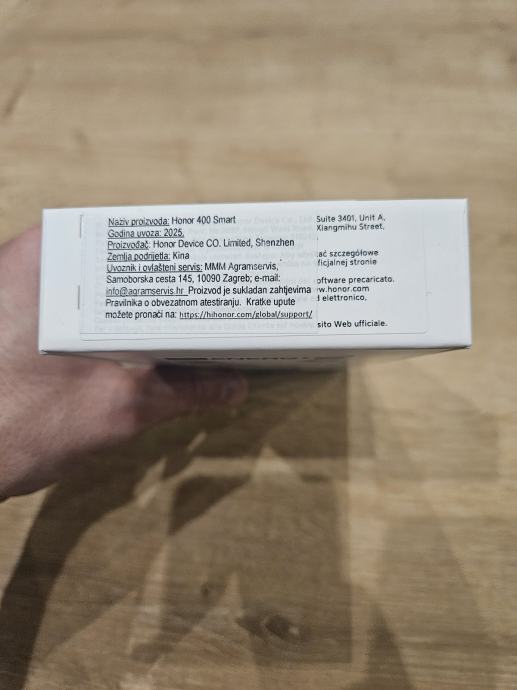 Naziv proizvoda: Honor 400 Smart
Godina uvoza: 2025.
Proizvođač: Honor Device CO. Limited, Shenzhen
Zemlja podrijetla: Kina
Uvoznik i ovlašteni servis: MMM Agramservis,
Samoborska cesta 145, 10090 Zagreb; e-mail:
info@agramservis.hr Proizvod je sukladan zahtjevima
Pravilnika o obvezatnom atestiranju. Kratke upute
možete pronaći na: https://hihonor.com/global/support/
Suite 3401, Unit A,
Xiangmihu Street,
szczegółowe
ficjalnej stronie
oftware precaricato.
w.honor.com
elettronico,
sito Web ufficiale.